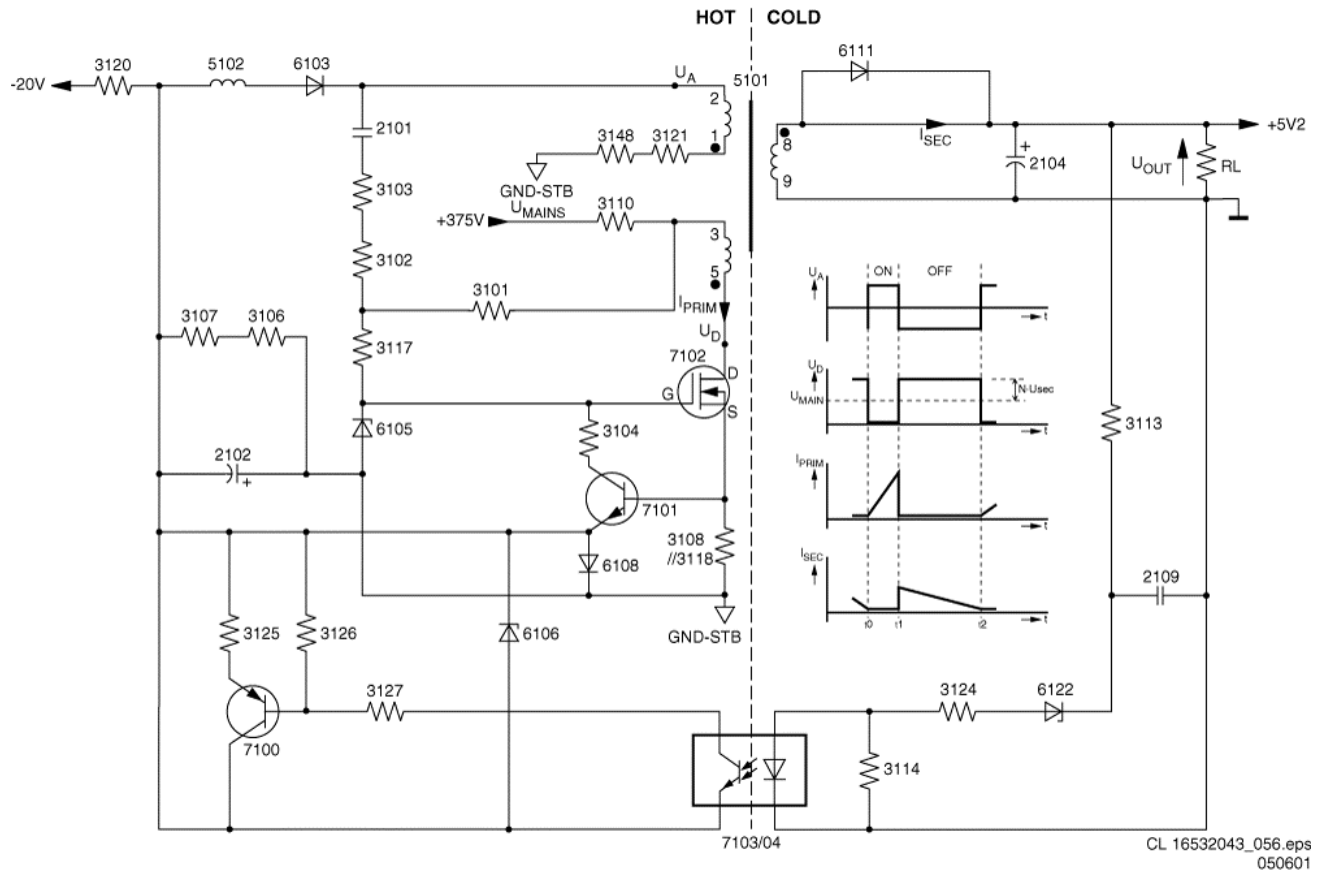 HOT COLD
3120
5102
6103
6111
-20V
U_A
5101
2
1
2101
3148
3121
8
9
I_SEC
2104
+
+5V2
U_OUT
RL
GND-STB
U_MAINS
+375V
3110
3103
3
5
3102
3101
I_PRIM
U_D
3107
3106
3117
7102
D
G
S
6105
3104
2102
+
7101
3108
//3118
6108
GND-STB
U_A
ON
OFF
t
U_D
U_MAIN
N·Usec
t
I_PRIM
t
I_SEC
t0
t1
t2
t
3113
2109
3125
3126
6106
3127
3124
6122
7100
3114
7103/04
CL 16532043_056.eps
050601